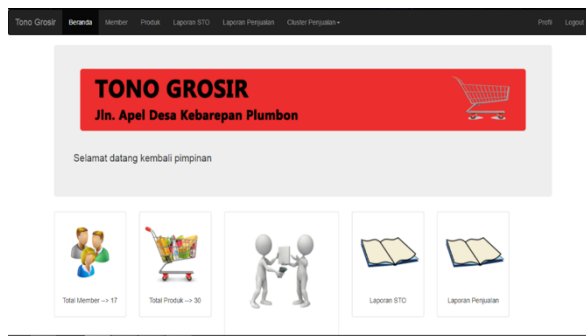 Tono Grosir Beranda Member Produk Laporan STO Laporan Penjualan Cluster Penjualan Profil Logout
TONO GROSIR
Jln. Apel Desa Kebarepan Plumbon
Selamat datang kembali pimpinan
Total Member --> 17
Total Produk --> 30
Laporan STO
Laporan Penjualan